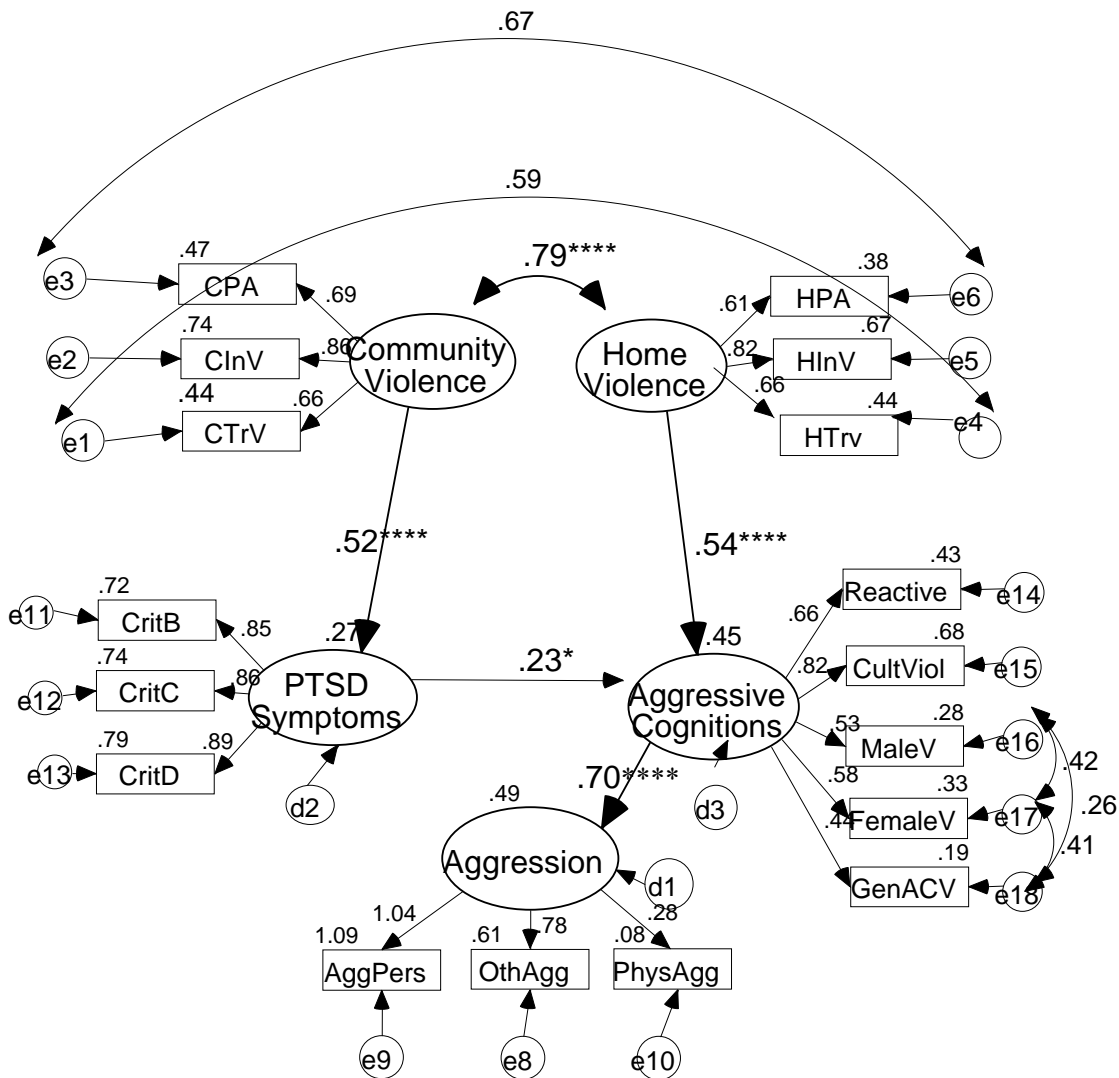 .67
.59
.79****
.47
e3
CPA
.69
.38
HPA
e6
.61
.74
e2
CInV
.86
Community
Violence
Home
Violence
.67
.82
HInV
e5
.44
e1
CTrV
.66
.66
.44
HTrv
e4
.52****
.54****
.72
e11
CritB
.85
.43
Reactive
e14
.66
.74
e12
CritC
.86
.27
PTSD
Symptoms
.23*
.45
Aggressive
Cognitions
.68
.82
CultViol
e15
.79
e13
CritD
.89
.28
.53
MaleV
e16
d2
.70****
d3
.33
.58
FemaleV
e17
.42
.26
.41
.19
.44
GenACV
e18
.49
Aggression
d1
1.04
.78
.28
1.09
AggPers
.61
OthAgg
.08
PhysAgg
e9
e8
e10